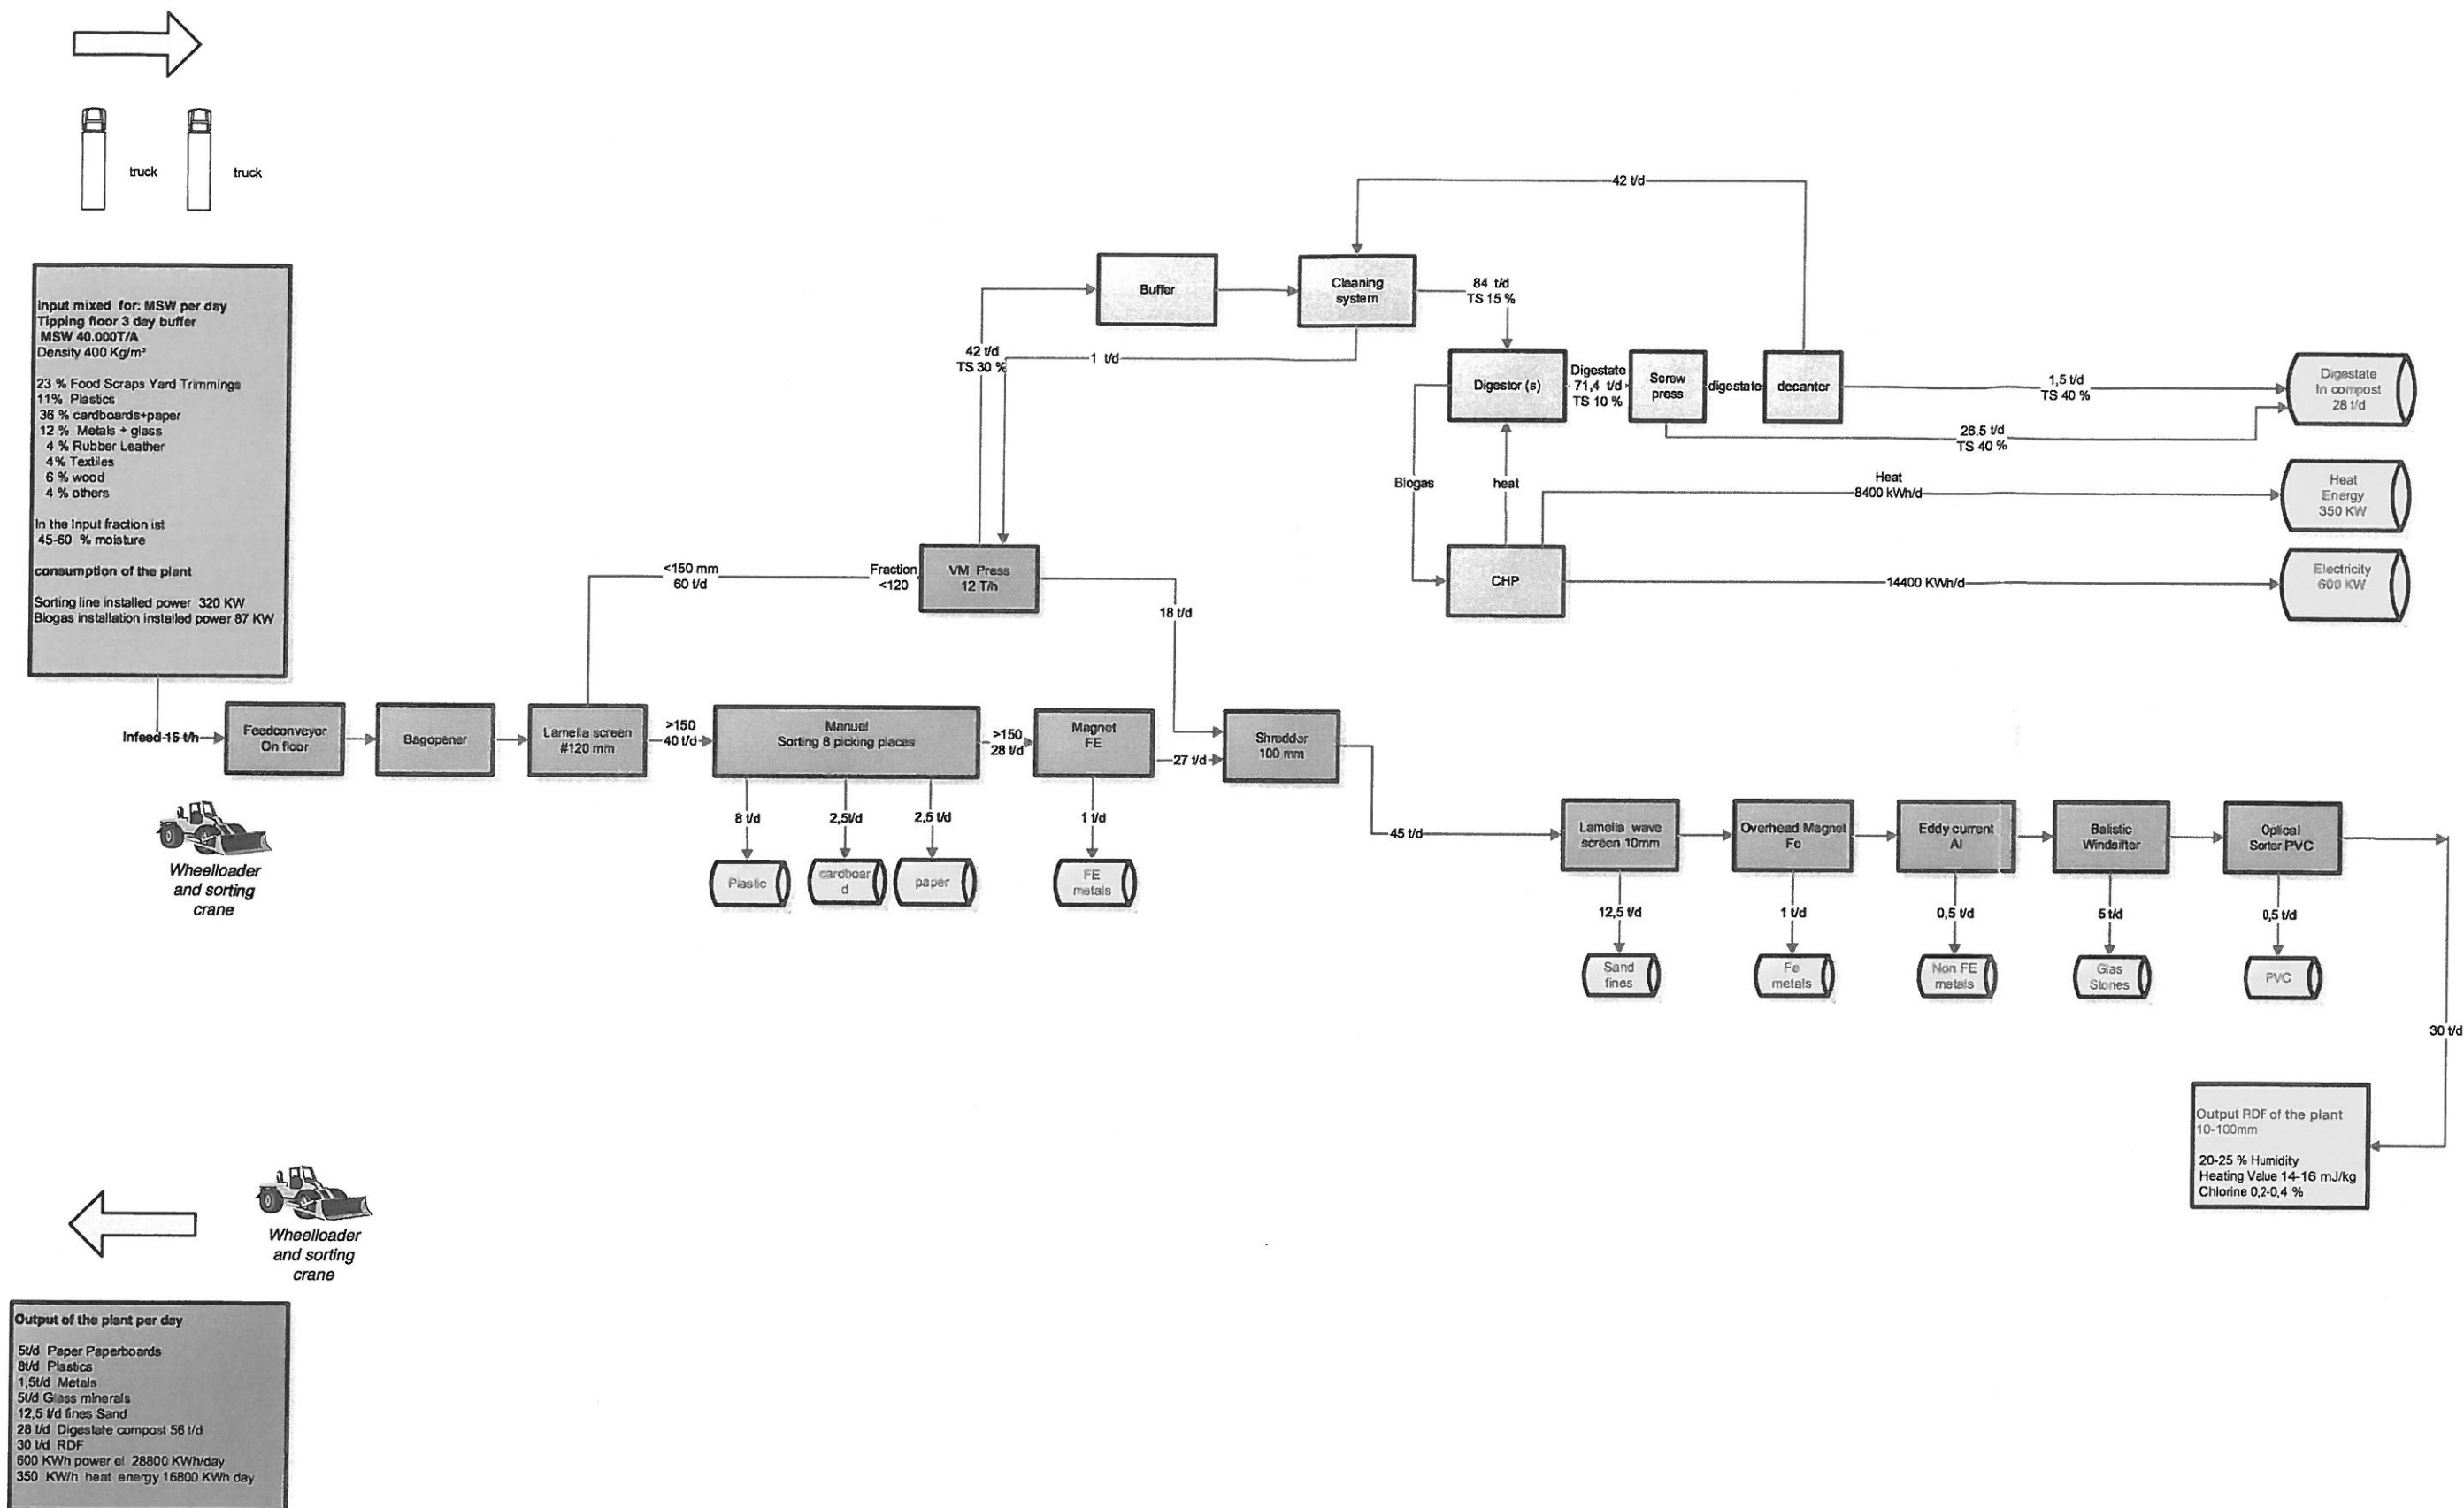 truck
truck
Input mixed for: MSW per day
Tipping floor 3 day buffer
MSW 40.000T/A
Density 400 Kg/m³
23 % Food Scraps Yard Trimmings
11% Plastics
36 % cardboards+paper
12 % Metals + glass
4 % Rubber Leather
4% Textiles
6 % wood
4 % others
In the Input fraction ist
45-60 % moisture
consumption of the plant
Sorting line installed power 320 KW
Biogas installation installed power 87 KW
42 t/d
Buffer
Cleaning
system
84 t/d
TS 15 %
42 t/d
TS 30 %
1 t/d
Digestor (s)
Digestate
71,4 t/d
TS 10 %
Screw
press
digestate
decanter
1,5 t/d
TS 40 %
26.5 t/d
TS 40 %
Digestate
In compost
28 t/d
Biogas
heat
Heat
8400 kWh/d
Heat
Energy
350 KW
CHP
14400 KWh/d
Electricity
600 KW
<150 mm
60 t/d
Fraction
<120
VM Press
12 T/h
18 t/d
Infeed 15 t/h
Feedconveyor
On floor
Bagopener
Lamella screen
#120 mm
>150
40 t/d
Manuel
Sorting 8 picking places
>150
28 t/d
Magnet
FE
27 t/d
Shredder
100 mm
8 t/d
2,5t/d
2,5 t/d
1 t/d
Plastic
cardboar
d
paper
FE
metals
45 t/d
Lamella wave
screen 10mm
Overhead Magnet
Fe
Eddy current
Al
Balistic
Windsifter
Optical
Sorter PVC
12,5 t/d
1 t/d
0,5 t/d
5 t/d
0,5 t/d
Sand
fines
Fe
metals
Non FE
metals
Glas
Stones
PVC
30 t/d
Wheelloader
and sorting
crane
Output RDF of the plant
10-100mm
20-25 % Humidity
Heating Value 14-16 mJ/kg
Chlorine 0,2-0,4 %
Wheelloader
and sorting
crane
Output of the plant per day
5t/d Paper Paperboards
8t/d Plastics
1,5t/d Metals
5t/d Glass minerals
12,5 t/d fines Sand
28 t/d Digestate compost 56 t/d
30 t/d RDF
600 KWh power el 28800 KWh/day
350 KW/h heat energy 16800 KWh day